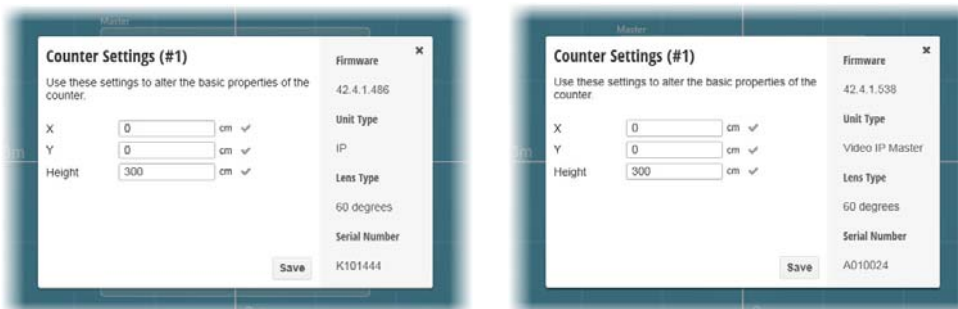 Master
Counter Settings (#1)
Use these settings to alter the basic properties of the
counter.
X 0 cm
Y 0 cm
Height 300 cm
Save
Firmware
42.4.1.486
Unit Type
IP
Lens Type
60 degrees
Serial Number
K101444
Master
Counter Settings (#1)
Use these settings to alter the basic properties of the
counter.
X 0 cm
Y 0 cm
Height 300 cm
Save
Firmware
42.4.1.538
Unit Type
Video IP Master
Lens Type
60 degrees
Serial Number
A010024